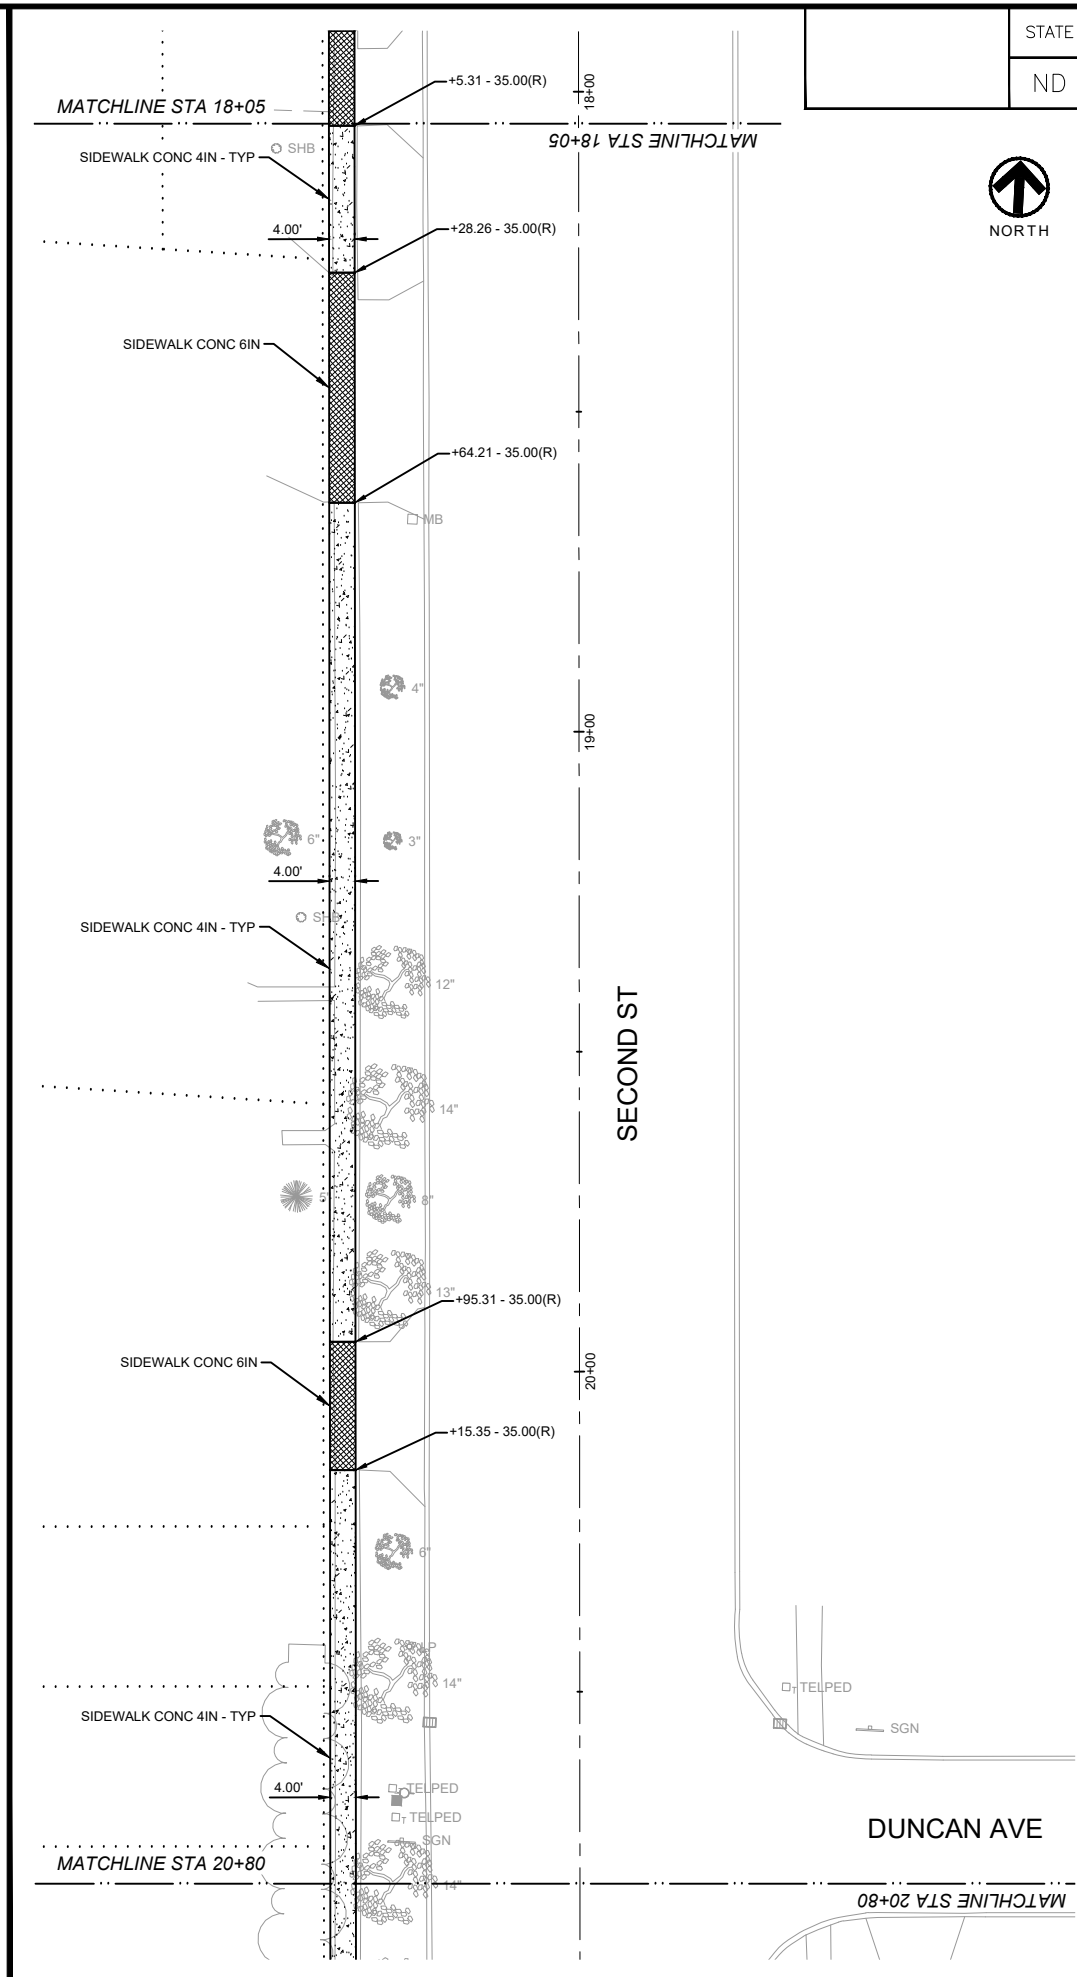 STATE
ND
+5.31 - 35.00(R)
18+00
MATCHLINE STA 18+05
MATCHLINE STA 18+05
SHB
SIDEWALK CONC 4IN - TYP
NORTH
4.00'
+28.26 - 35.00(R)
SIDEWALK CONC 6IN
+64.21 - 35.00(R)
MB
4"
19+00
6"
3"
4.00'
SHB
SIDEWALK CONC 4IN - TYP
12"
SECOND ST
14"
5"
8"
13"
+95.31 - 35.00(R)
SIDEWALK CONC 6IN
20+00
+15.35 - 35.00(R)
6"
14"
TELPED
SIDEWALK CONC 4IN - TYP
SGN
4.00'
TELPED
TELPED
DUNCAN AVE
SGN
MATCHLINE STA 20+80
14"
MATCHLINE STA 20+80